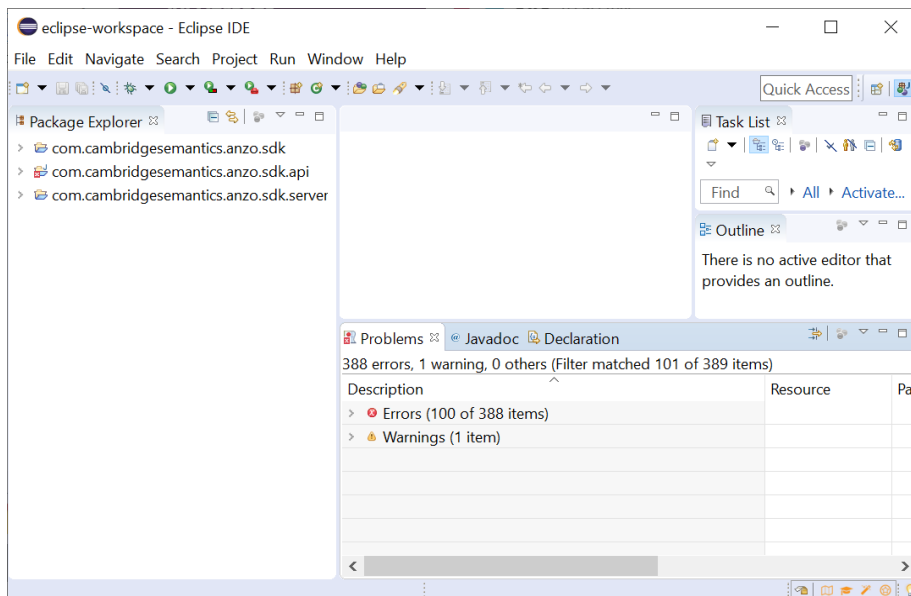 eclipse-workspace - Eclipse IDE
File Edit Navigate Search Project Run Window Help
Quick Access
Package Explorer
com.cambridgesemantics.anzo.sdk
com.cambridgesemantics.anzo.sdk.api
com.cambridgesemantics.anzo.sdk.server
Task List
Find All Activate...
Outline
There is no active editor that
provides an outline.
Problems Javadoc Declaration
388 errors, 1 warning, 0 others (Filter matched 101 of 389 items)
Description Resource Pa
Errors (100 of 388 items)
Warnings (1 item)